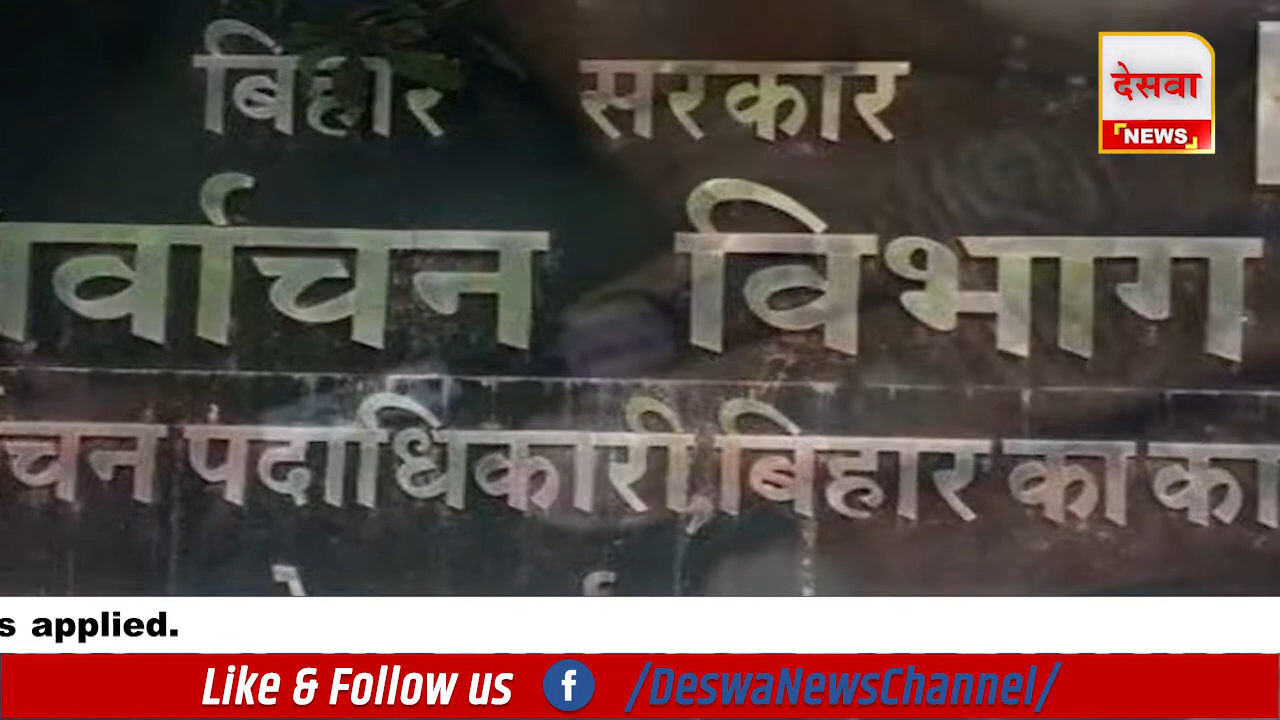 बिहार सरकार
देसवा
NEWS
र्वाचन विभाग
चन पदाधिकारी, बिहार का का
s applied.
Like & Follow us f /DeswaNewsChannel/